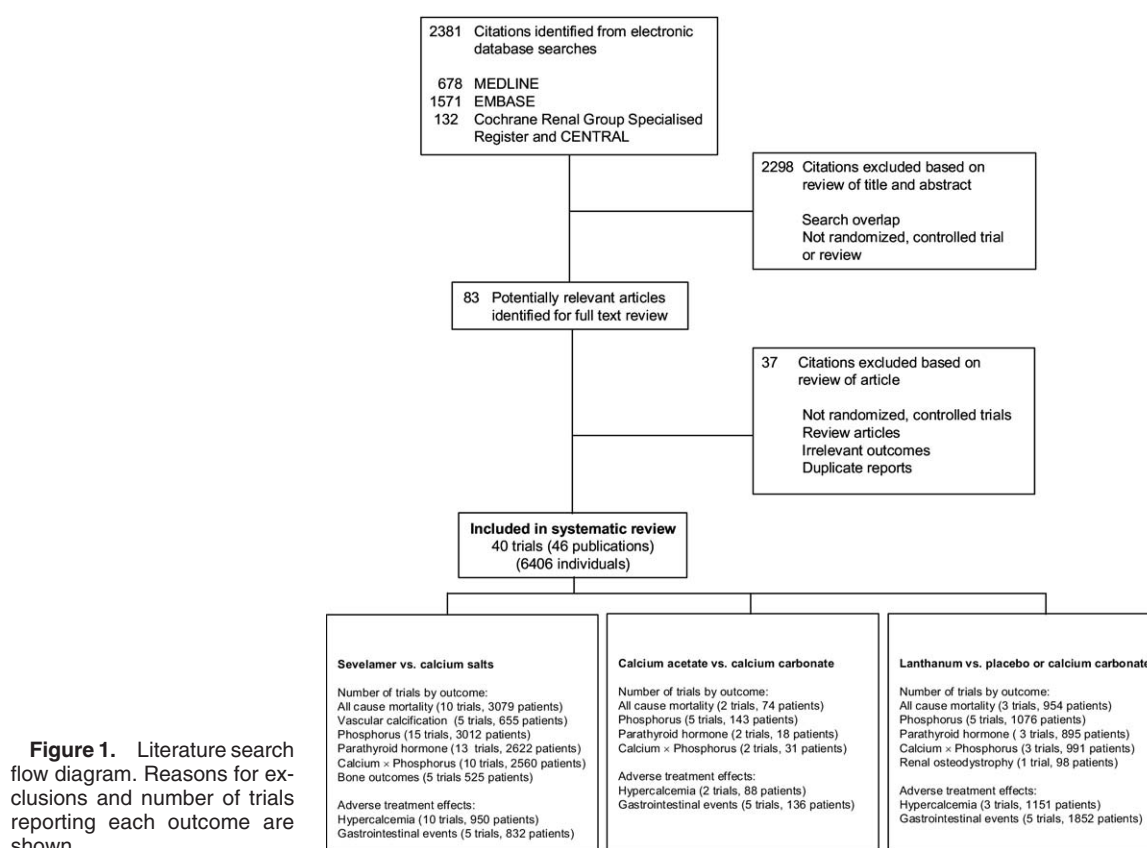 2381 Citations identified from electronic
database searches
678 MEDLINE
1571 EMBASE
132 Cochrane Renal Group Specialised
Register and CENTRAL
2298 Citations excluded based on
review of title and abstract
Search overlap
Not randomized, controlled trial
or review
83 Potentially relevant articles
identified for full text review
37 Citations excluded based on
review of article
Not randomized, controlled trials
Review articles
Irrelevant outcomes
Duplicate reports
Included in systematic review
40 trials (46 publications)
(6406 individuals)
Sevelamer vs. calcium salts
Number of trials by outcome:
All cause mortality (10 trials, 3079 patients)
Vascular calcification (5 trials, 655 patients)
Phosphorus (15 trials, 3012 patients)
Parathyroid hormone (13 trials, 2622 patients)
Calcium × Phosphorus (10 trials, 2560 patients)
Bone outcomes (5 trials 525 patients)
Adverse treatment effects:
Hypercalcemia (10 trials, 950 patients)
Gastrointestinal events (5 trials, 832 patients)
Calcium acetate vs. calcium carbonate
Number of trials by outcome:
All cause mortality (2 trials, 74 patients)
Phosphorus (5 trials, 143 patients)
Parathyroid hormone (2 trials, 18 patients)
Calcium × Phosphorus (2 trials, 31 patients)
Adverse treatment effects:
Hypercalcemia (2 trials, 88 patients)
Gastrointestinal events (5 trials, 136 patients)
Lanthanum vs. placebo or calcium carbonate
Number of trials by outcome:
All cause mortality (3 trials, 954 patients)
Phosphorus (5 trials, 1076 patients)
Parathyroid hormone ( 3 trials, 895 patients)
Calcium × Phosphorus (3 trials, 991 patients)
Renal osteodystrophy (1 trial, 98 patients)
Adverse treatment effects:
Hypercalcemia (3 trials, 1151 patients)
Gastrointestinal events (5 trials, 1852 patients)
Figure 1. Literature search
flow diagram. Reasons for ex-
clusions and number of trials
reporting each outcome are
shown